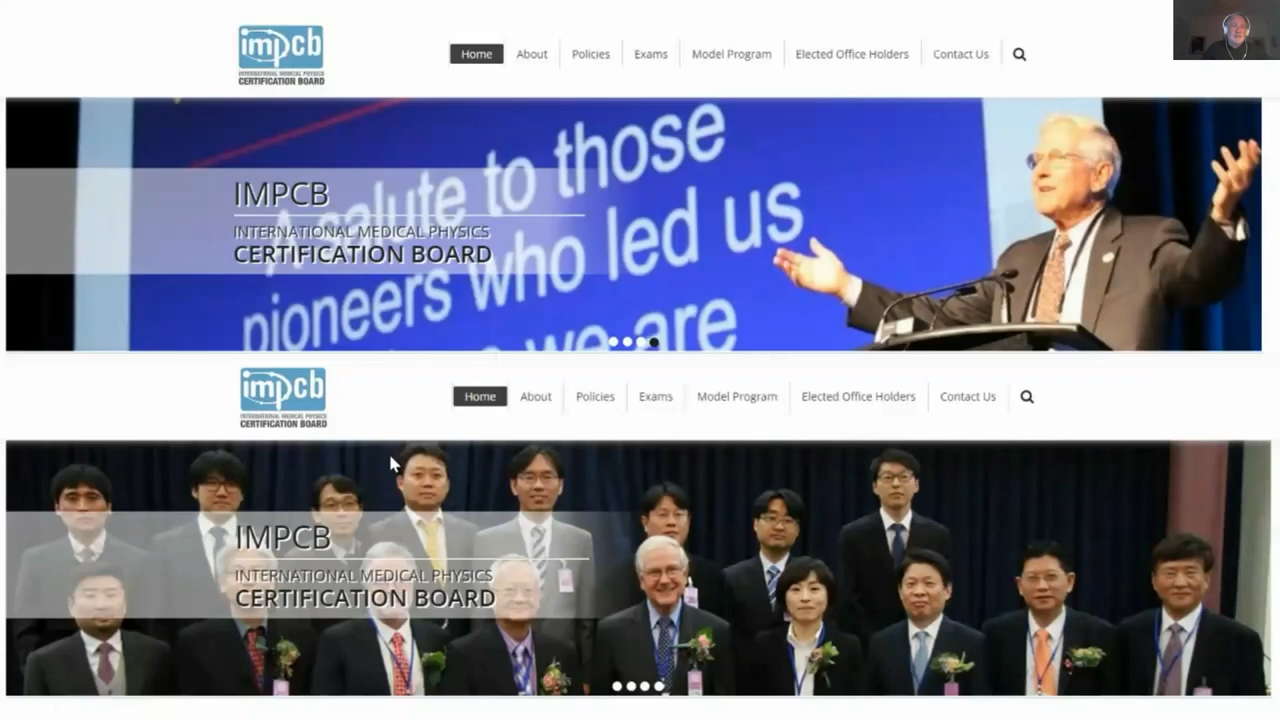 impcb
INTERNATIONAL MEDICAL PHYSICS
CERTIFICATION BOARD
Home About Policies Exams Model Program Elected Office Holders Contact Us
A salute to those
pioneers who led us
we are
IMPCB
INTERNATIONAL MEDICAL PHYSICS
CERTIFICATION BOARD
impcb
INTERNATIONAL MEDICAL PHYSICS
CERTIFICATION BOARD
Home About Policies Exams Model Program Elected Office Holders Contact Us
IMPCB
INTERNATIONAL MEDICAL PHYSICS
CERTIFICATION BOARD